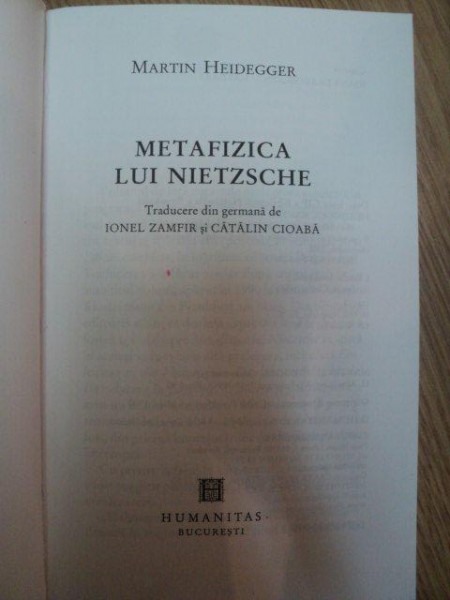 MARTIN HEIDEGGER
METAFIZICA
LUI NIETZSCHE
Traducere din germană de
IONEL ZAMFIR și CĂTĂLIN CIOABĂ
HUMANITAS
BUCUREȘTI